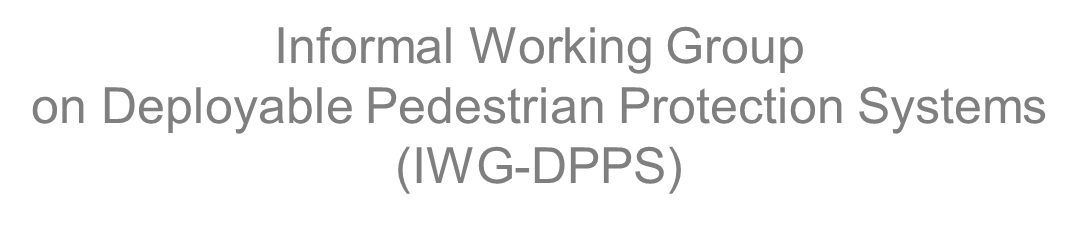 Informal Working Group
on Deployable Pedestrian Protection Systems
(IWG-DPPS)